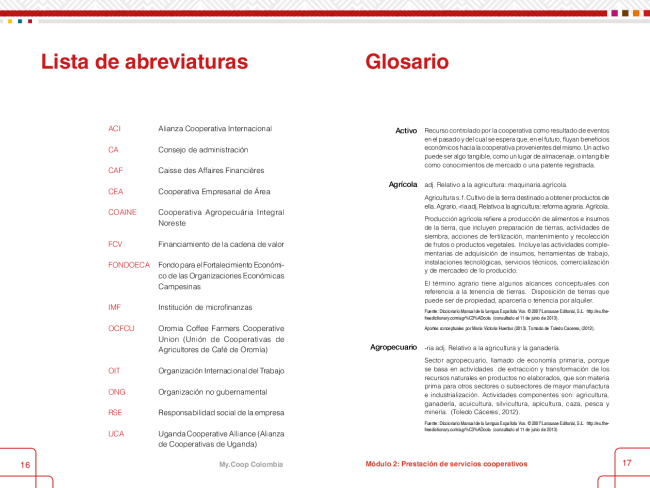 Lista de abreviaturas
ACI Alianza Cooperativa Internacional
CA Consejo de administración
CAF Caisse des Affaires Financières
CEA Cooperativa Empresarial de Área
COAINE Cooperativa Agropecuária Integral
Noreste
FCV Financiamiento de la cadena de valor
FONDOECA Fondo para el Fortalecimiento Económi-
co de las Organizaciones Económicas
Campesinas
IMF Institución de microfinanzas
OCFCU Oromia Coffee Farmers Cooperative
Union (Unión de Cooperativas de
Agricultores de Café de Oromía)
OIT Organización Internacional del Trabajo
ONG Organización no gubernamental
RSE Responsabilidad social de la empresa
UCA Uganda Cooperative Alliance (Alianza
de Cooperativas de Uganda)
16 My.Coop Colombia
Glosario
Activo Recurso controlado por la cooperativa como resultado de eventos
en el pasado y del cual se espera que, en el futuro, fluyan beneficios
económicos hacia la cooperativa provenientes del mismo. Un activo
puede ser algo tangible, como un lugar de almacenaje, o intangible
como conocimientos de mercado o una patente registrada.
Agrícola adj. Relativo a la agricultura: maquinaria agrícola.
Agricultura s. f. Cultivo de la tierra destinado a obtener productos de
ella. Agrario, -ria adj. Relativo a la agricultura: reforma agraria. Agrícola.
Producción agrícola refiere a producción de alimentos e insumos
de la tierra, que incluyen preparación de tierras, actividades de
siembra, acciones de fertilización, mantenimiento y recolección
de frutos o productos vegetales. Incluye las actividades comple-
mentarias de adquisición de insumos, herramientas de trabajo,
instalaciones tecnológicas, servicios técnicos, comercialización
y de mercadeo de lo producido.
El término agrario tiene algunos alcances conceptuales con
referencia a la tenencia de tierras. Disposición de tierras que
puede ser de propiedad, aparcería o tenencia por alquiler.
Fuente: Diccionario Manual de la Lengua Española Vox. © 2007 Larousse Editorial, S.L. http://es.the-
(consultado el 11 de junio de 2013).
Aportes conceptuales por María Victoria Huertas (2013). Tomado de Toledo Cáceres, (2012).
Agropecuario -ria adj. Relativo a la agricultura y la ganadería.
Sector agropecuario, llamado de economía primaria, porque
se basa en actividades de extracción y transformación de los
recursos naturales en productos no elaborados, que son materia
prima para otros sectores o subsectores de mayor manufactura
e industrialización. Actividades componentes son: agricultura,
ganadería, acuicultura, silvicultura, apicultura, caza, pesca y
minería. (Toledo Cáceres, 2012).
Fuente: Diccionario Manual de la Lengua Española Vox. © 2007 Larousse Editorial, S.L. http://es.the-
(consultado el 11 de junio de 2013)
Módulo 2: Prestación de servicios cooperativos 17